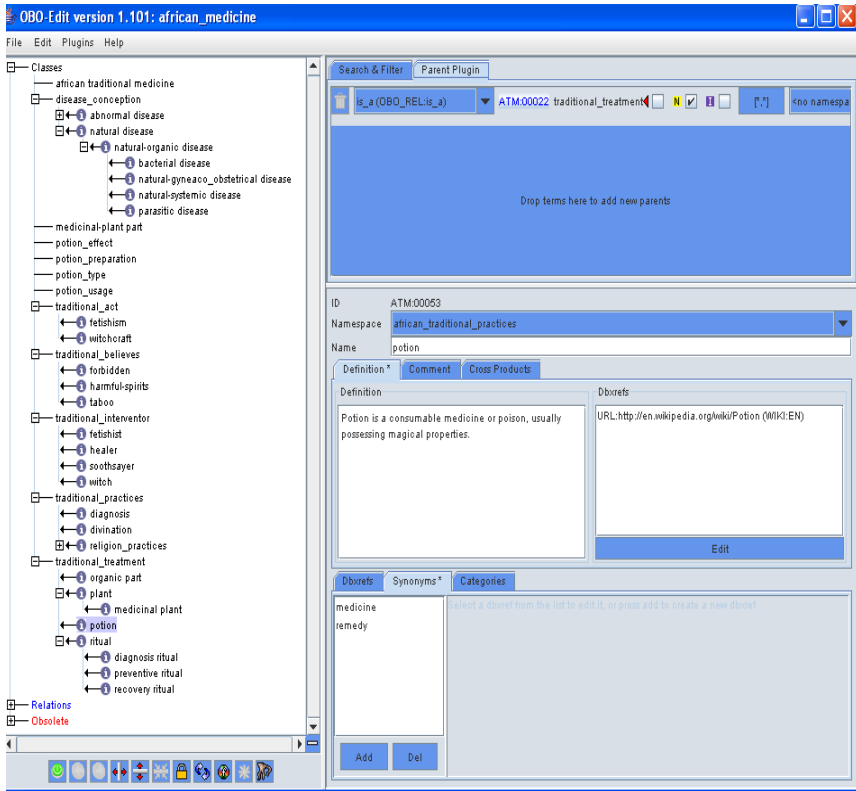 OBO-Edit version 1.101: african_medicine
File Edit Plugins Help
Classes
african traditional medicine
disease_conception
abnormal disease
natural disease
natural-organic disease
bacterial disease
natural-gyneaco_obstetrical disease
natural-systemic disease
parasitic disease
medicinal-plant part
potion_effect
potion_preparation
potion_type
potion_usage
traditional_act
fetishism
witchcraft
traditional_believes
forbidden
harmful-spirits
taboo
traditional_interventor
fetishist
healer
soothsayer
witch
traditional_practices
diagnosis
divination
religion_practices
traditional_treatment
organic part
plant
medicinal plant
potion
ritual
diagnosis ritual
preventive ritual
recovery ritual
Relations
Obsolete
Search & Filter Parent Plugin
is_a (OBO_REL:is_a) ATM:00022 traditional_treatment N I ["."] <no namespa
Drop terms here to add new parents
ID ATM:00053
Namespace african_traditional_practices
Name potion
Definition * Comment Cross Products
Definition
Potion is a consumable medicine or poison, usually
possessing magical properties.
Dbxrefs
URL:http://en.wikipedia.org/wiki/Potion (WIKI:EN)
Edit
Dbxrefs Synonyms * Categories
medicine
remedy
Select a dbxref from the list to edit it, or press add to create a new dbxref
Add Del